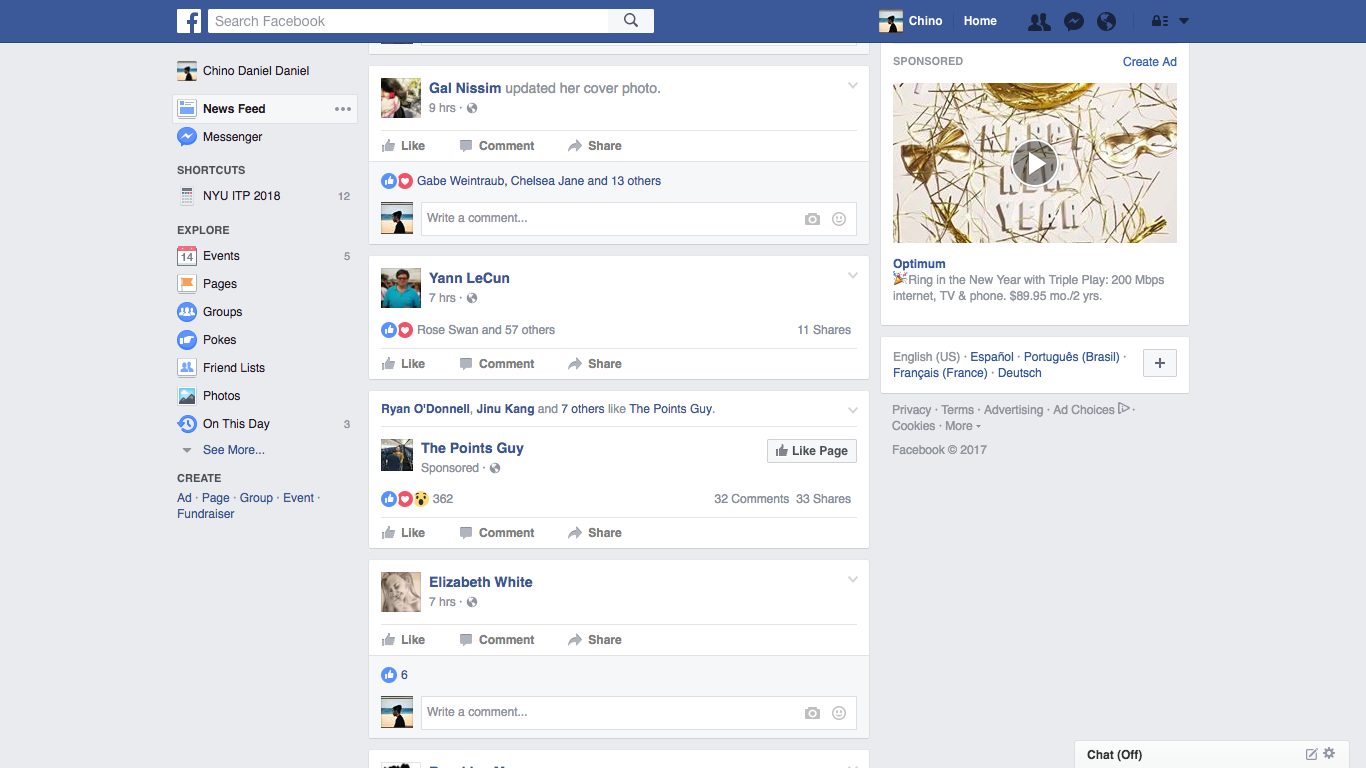 Search Facebook
Chino
Home
Chino Daniel Daniel
News Feed
Messenger
SHORTCUTS
NYU ITP 2018 12
EXPLORE
14 Events 5
Pages
Groups
Pokes
Friend Lists
Photos
On This Day 3
See More...
CREATE
Ad · Page · Group · Event ·
Fundraiser
Gal Nissim updated her cover photo.
9 hrs ·
Like Comment Share
Gabe Weintraub, Chelsea Jane and 13 others
Write a comment...
Yann LeCun
7 hrs ·
Rose Swan and 57 others 11 Shares
Like Comment Share
Ryan O'Donnell, Jinu Kang and 7 others like The Points Guy.
The Points Guy
Like Page
Sponsored ·
362 32 Comments 33 Shares
Like Comment Share
Elizabeth White
7 hrs ·
Like Comment Share
6
Write a comment...
SPONSORED Create Ad
HAPPY
NEW
YEAR
Optimum
Ring in the New Year with Triple Play: 200 Mbps
internet, TV & phone. $89.95 mo./2 yrs.
English (US) · Español · Português (Brasil) ·
Français (France) · Deutsch
Privacy · Terms · Advertising · Ad Choices ·
Cookies · More
Facebook © 2017
Chat (Off)